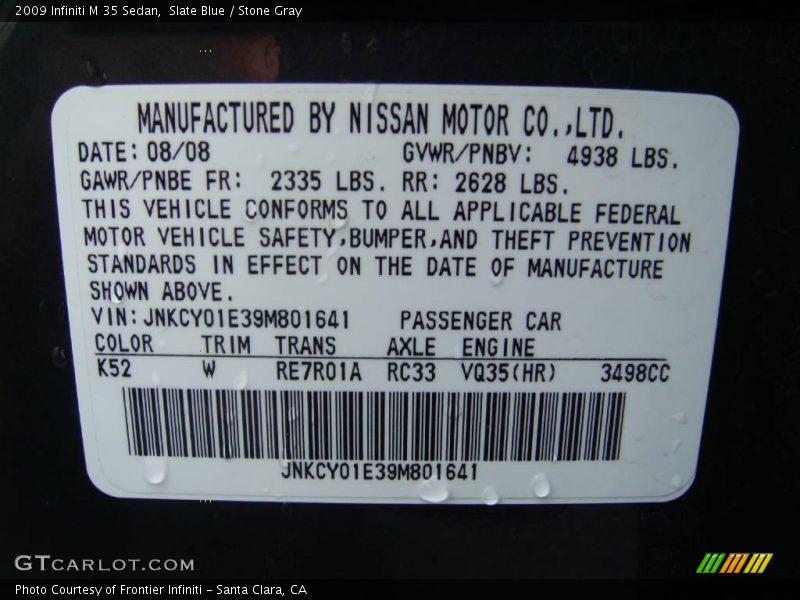 2009 Infiniti M 35 Sedan,  Slate Blue / Stone Gray
MANUFACTURED BY NISSAN MOTOR CO.,LTD.
DATE: 08/08 GVWR/PNBV: 4938 LBS.
GAWR/PNBE FR: 2335 LBS. RR: 2628 LBS.
THIS VEHICLE CONFORMS TO ALL APPLICABLE FEDERAL
MOTOR VEHICLE SAFETY,BUMPER,AND THEFT PREVENTION
STANDARDS IN EFFECT ON THE DATE OF MANUFACTURE
SHOWN ABOVE.
VIN: JNKCY01E39M801641 PASSENGER CAR
COLOR TRIM TRANS AXLE ENGINE
K52 W RE7R01A RC33 VQ35(HR) 3498CC
JNKCY01E39M801641
GTCARLOT.COM
Photo Courtesy of Frontier Infiniti - Santa Clara, CA